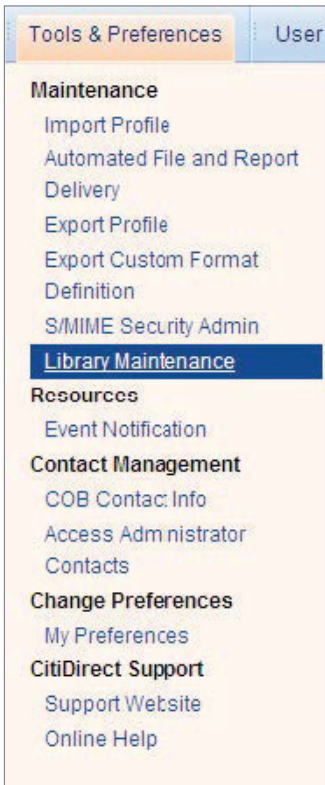 Tools & Preferences
User
Maintenance
Import Profile
Automated File and Report
Delivery
Export Profile
Export Custom Format
Definition
S/MIME Security Admin
Library Maintenance
Resources
Event Notification
Contact Management
COB Contact Info
Access Administrator
Contacts
Change Preferences
My Preferences
CitiDirect Support
Support Website
Online Help